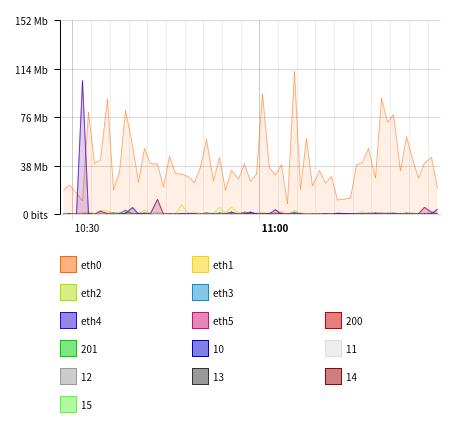 152 Mb
114 Mb
76 Mb
38 Mb
0 bits
10:30 11:00
eth0 eth1
eth2 eth3
eth4 eth5 200
201 10 11
12 13 14
15